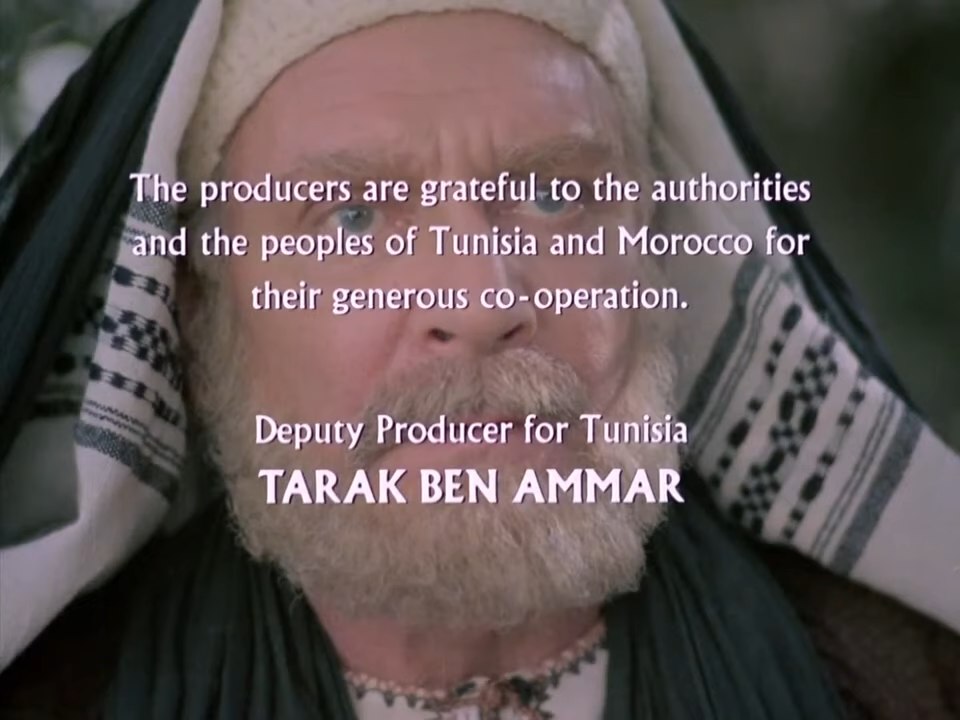 The producers are grateful to the authorities
and the peoples of Tunisia and Morocco for
their generous co-operation.
Deputy Producer for Tunisia
TARAK BEN AMMAR